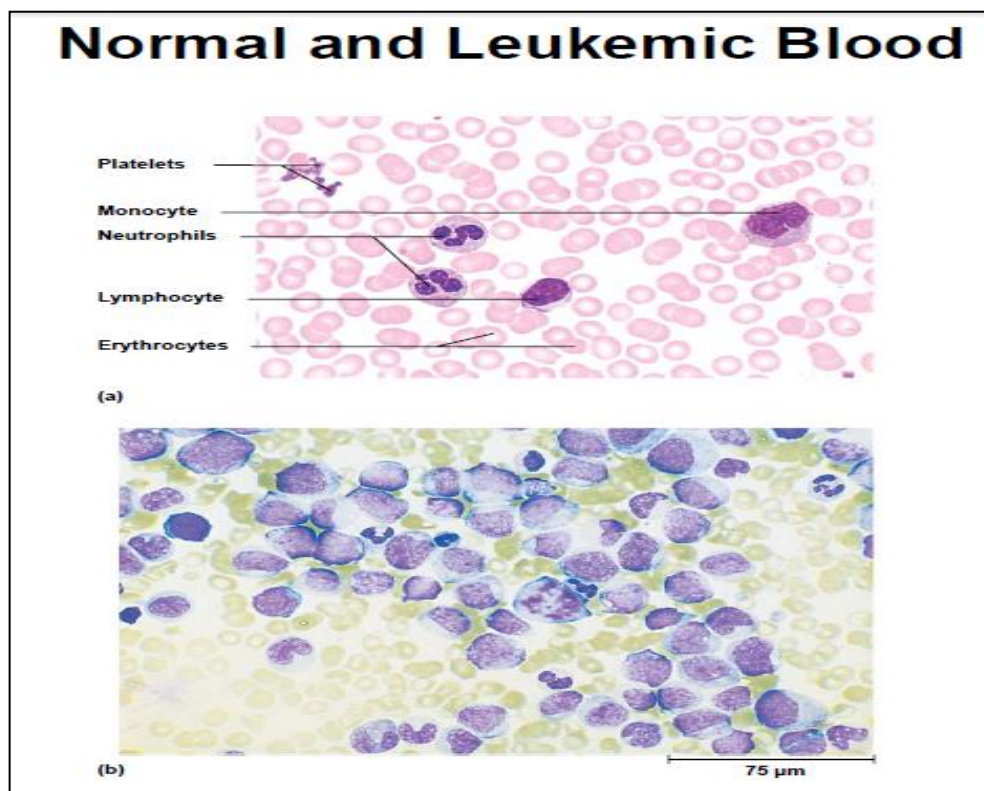 Normal and Leukemic Blood
Platelets
Monocyte
Neutrophils
Lymphocyte
Erythrocytes
(a)
(b)
75 µm